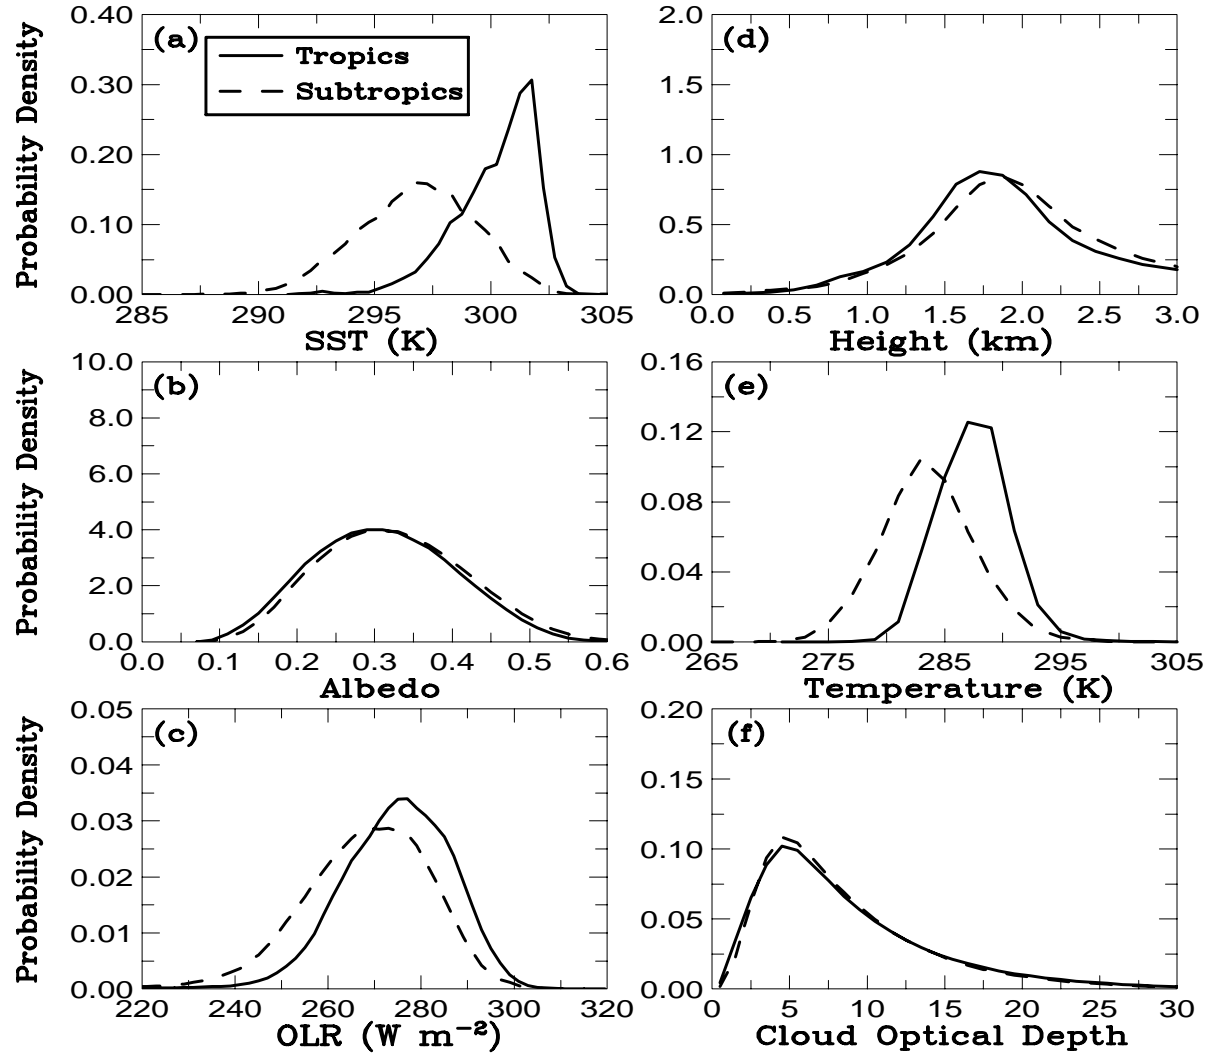 Probability Density
0.40
0.30
0.20
0.10
0.00
(a)
Tropics
Subtropics
285 290 295 300 305
SST (K)
2.0
1.5
1.0
0.5
0.0
(d)
0.0 0.5 1.0 1.5 2.0 2.5 3.0
Height (km)
Probability Density
10.0
8.0
6.0
4.0
2.0
0.0
(b)
0.0 0.1 0.2 0.3 0.4 0.5 0.6
Albedo
0.16
0.12
0.08
0.04
0.00
(e)
265 275 285 295 305
Temperature (K)
Probability Density
0.05
0.04
0.03
0.02
0.01
0.00
(c)
220 240 260 280 300 320
OLR (W m⁻²)
0.20
0.15
0.10
0.05
0.00
(f)
0 5 10 15 20 25 30
Cloud Optical Depth